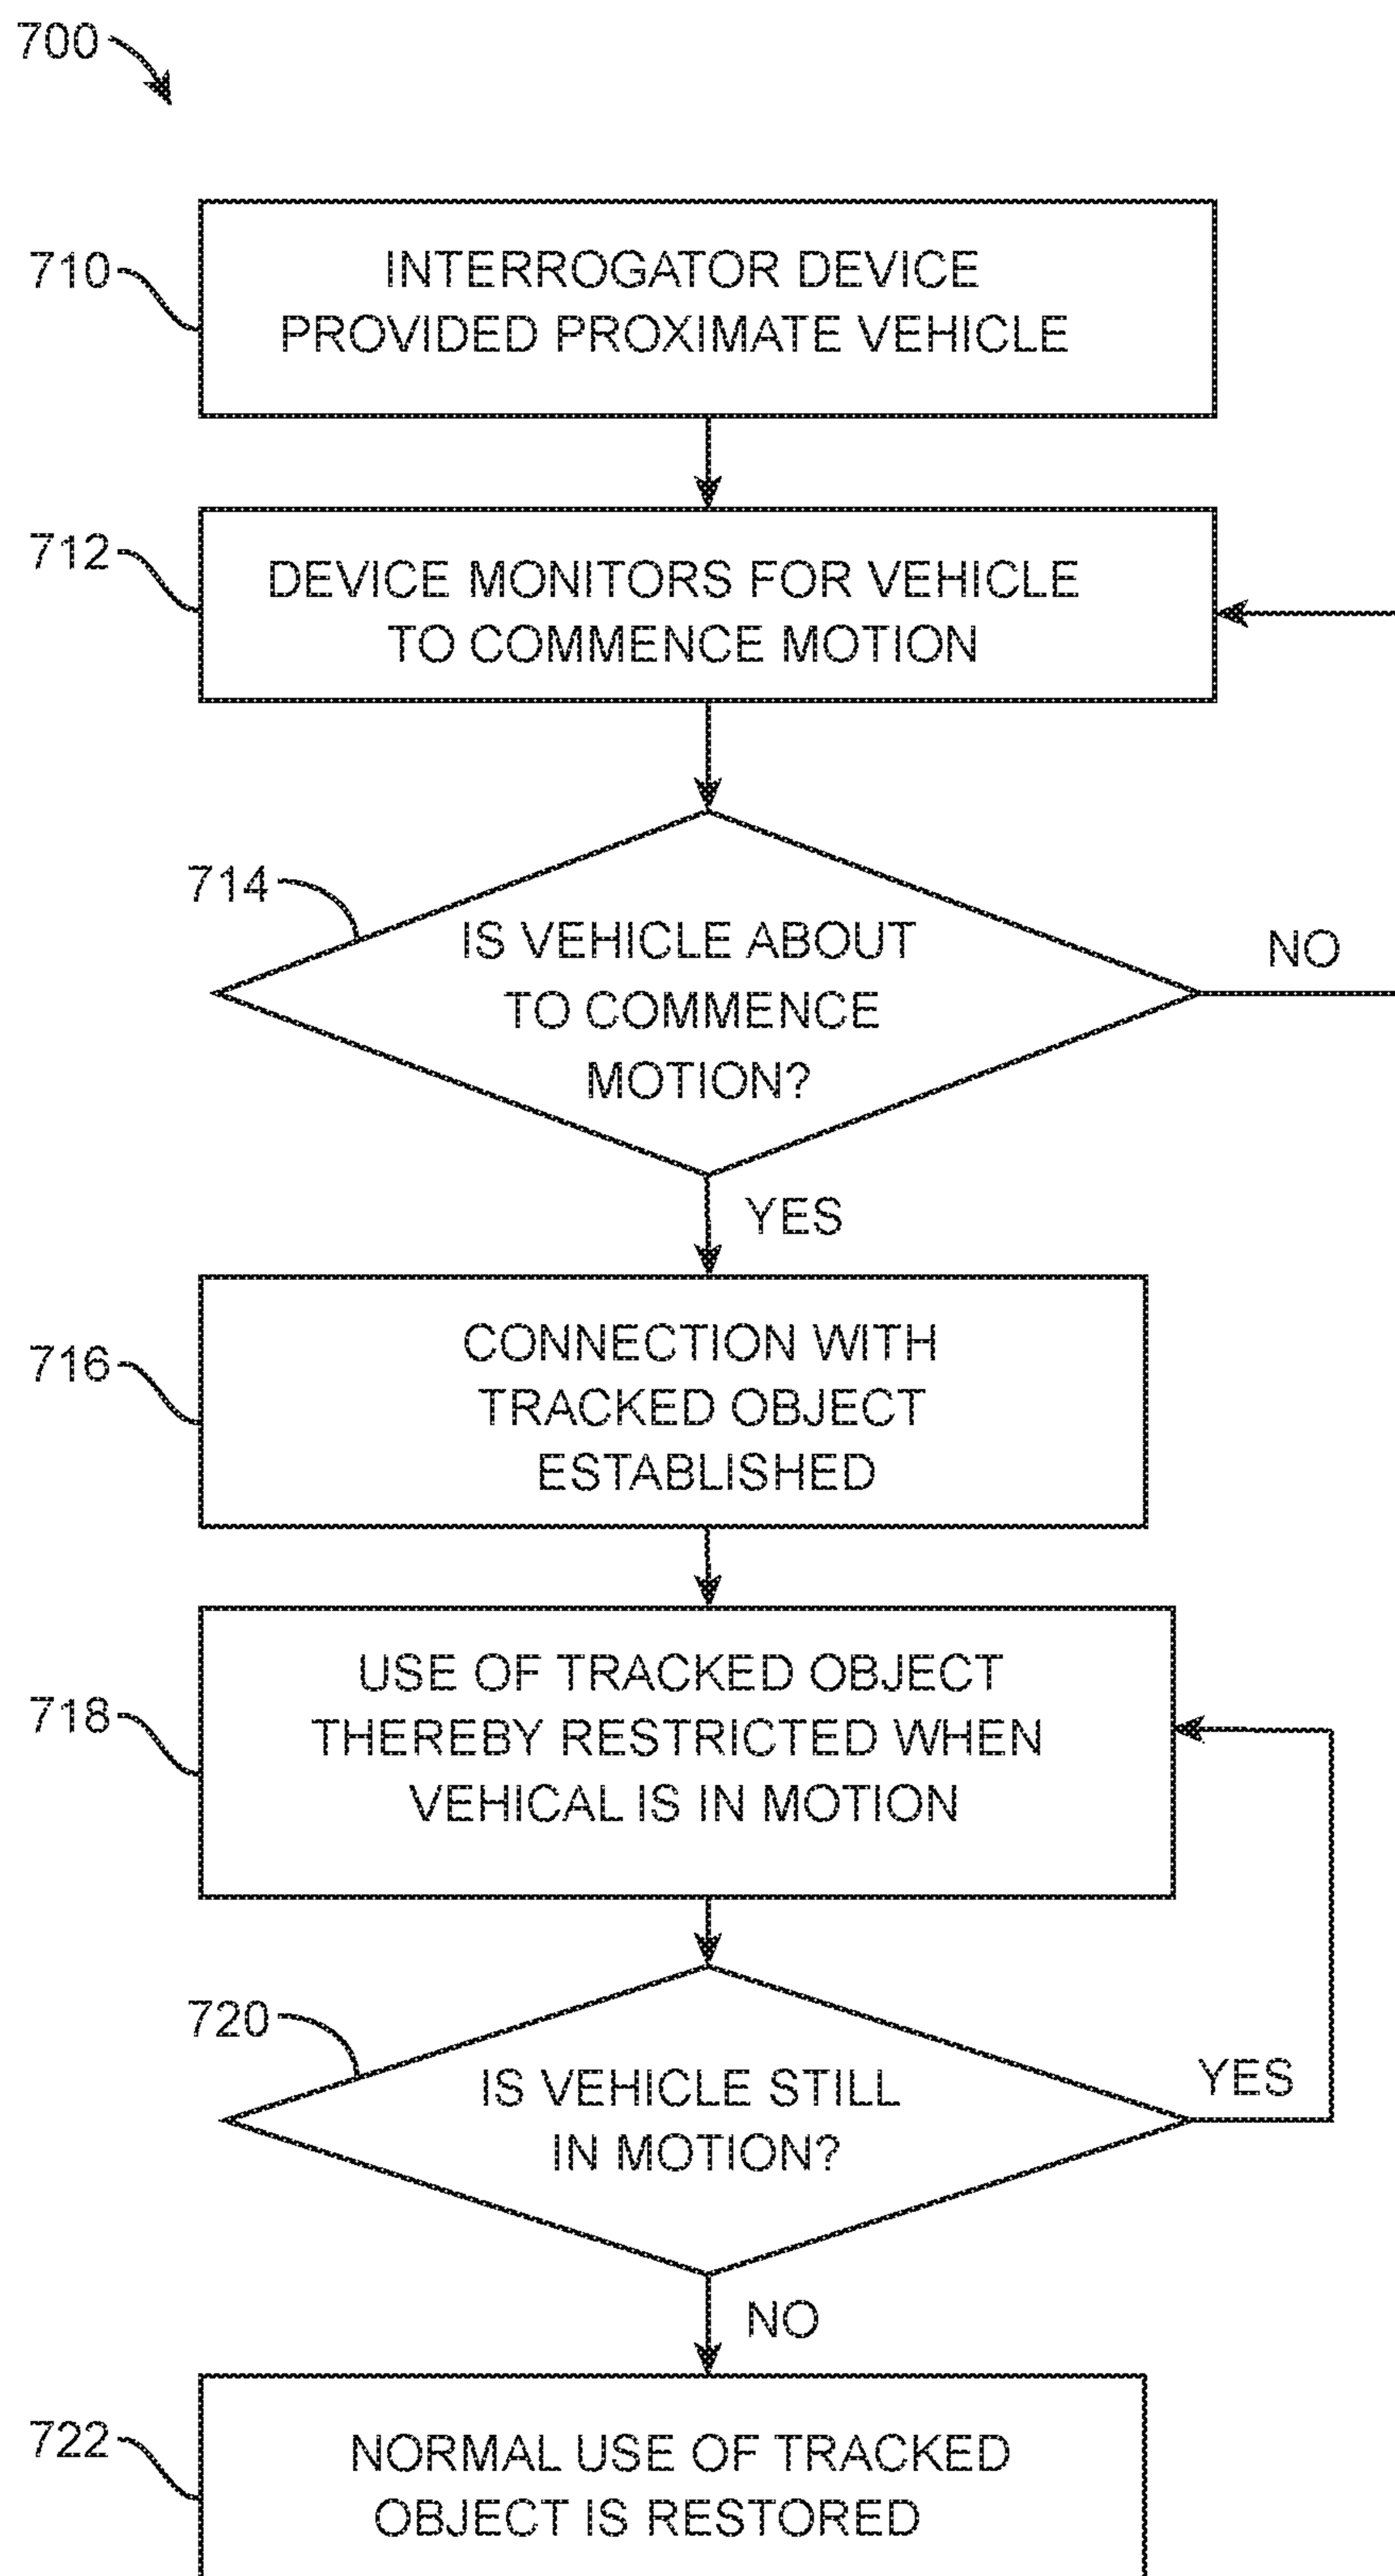 700
710
INTERROGATOR DEVICE
PROVIDED PROXIMATE VEHICLE
712
DEVICE MONITORS FOR VEHICLE
TO COMMENCE MOTION
714
IS VEHICLE ABOUT
TO COMMENCE
MOTION?
NO
YES
716
CONNECTION WITH
TRACKED OBJECT
ESTABLISHED
718
USE OF TRACKED OBJECT
THEREBY RESTRICTED WHEN
VEHICAL IS IN MOTION
720
IS VEHICLE STILL
IN MOTION?
YES
NO
722
NORMAL USE OF TRACKED
OBJECT IS RESTORED